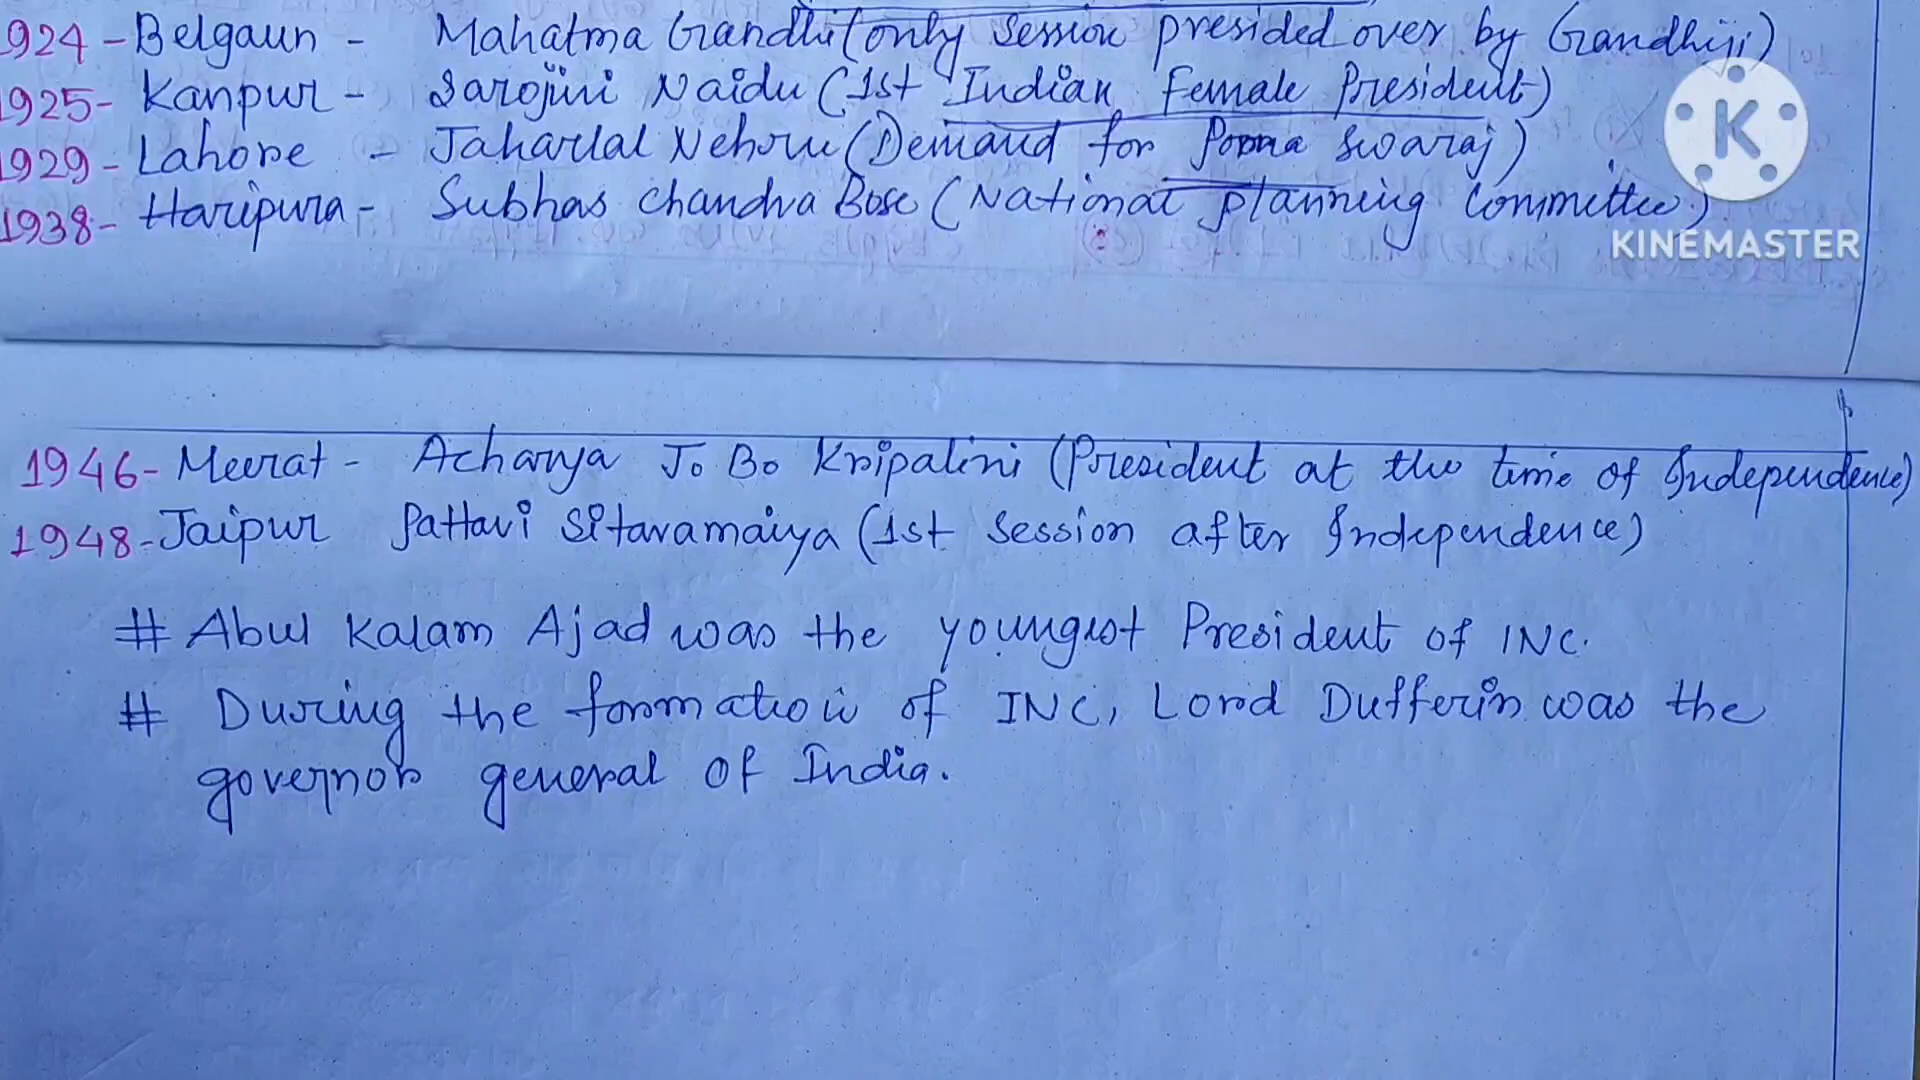 1924 - Belgaun - Mahatma Gandhi (only Session presided over by Gandhiji)
1925 - Kanpur - Sarojini Naidu (1st Indian Female President)
1929 - Lahore - Jaharlal Nehru (Demand for Porna Swaraj)
1938 - Haripura - Subhas Chandra Bose (National planning Committee)
KINEMASTER
1946 - Meerat - Acharya J. B. Kripalini (President at the time of Independence)
1948 - Jaipur Pattavi Sitavamaiya (1st Session after Independence)
# Abul Kalam Ajad was the youngest President of INC.
# During the formation of INC, Lord Dufferin was the
governor general of India.